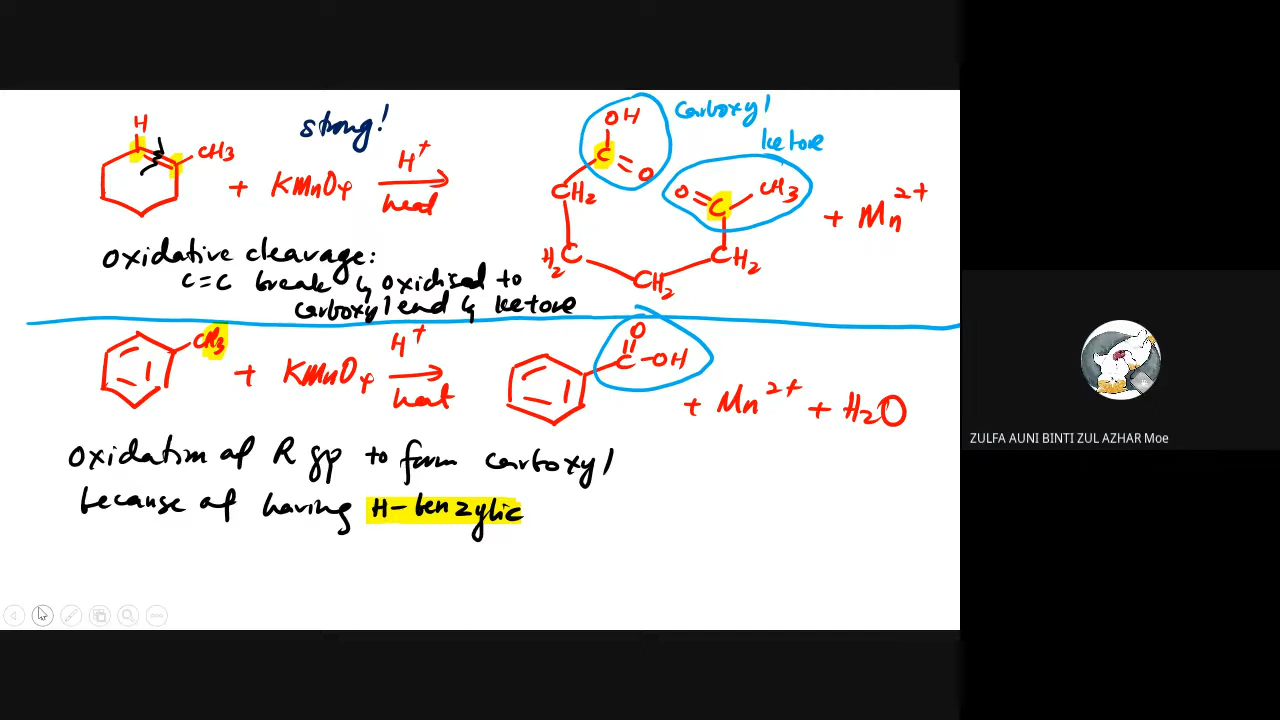 strong!
H
CH3
+ KMnO4
H+
heat
OH
C
O
carboxyl
ketone
O
C
CH3
CH2
H2C
CH2
CH2
+ Mn2+
oxidative cleavage:
C=C break & oxidised to
carboxyl end & ketone
CH3
+ KMnO4
H+
heat
O
C-OH
+ Mn2+ + H2O
oxidation of R gp to form carboxyl
because of having H-benzylic
ZULFA AUNI BINTI ZUL AZHAR Moe